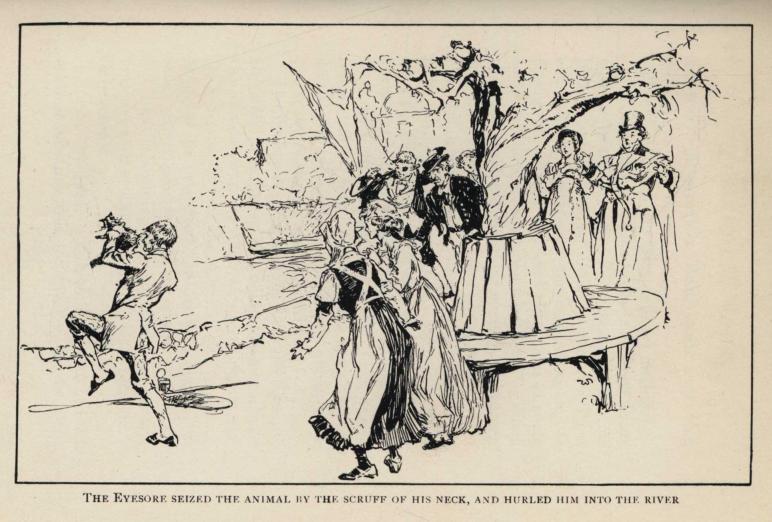 THE EYESORE SEIZED THE ANIMAL BY THE SCRUFF OF HIS NECK, AND HURLED HIM INTO THE RIVER